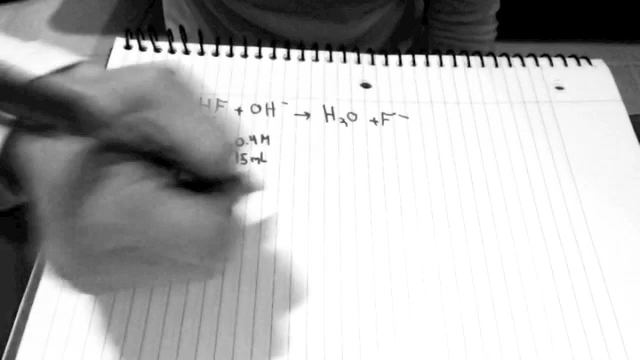 HF + OH⁻ → H₂O + F⁻
0.4M
15mL